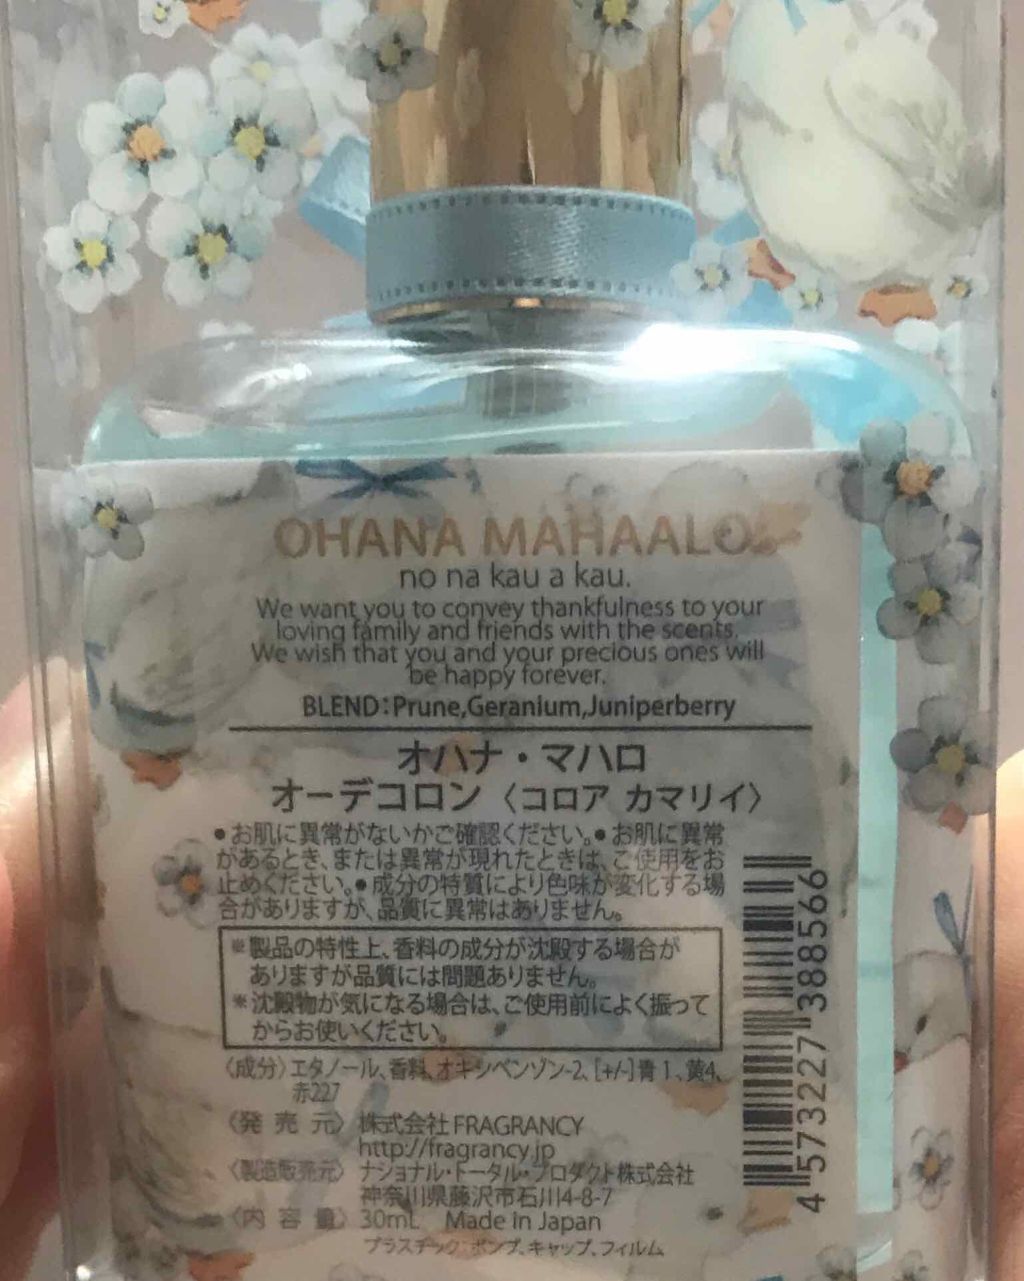 OHANA MAHAALO
no na kau a kau.
We want you to convey thankfulness to your
loving family and friends with the scents.
We wish that you and your precious ones will
be happy forever.
BLEND:Prune,Geranium,Juniperberry
オハナ・マハロ
オーデコロン〈コロア カマリイ〉
●お肌に異常がないかご確認ください。●お肌に異常
があるとき、または異常が現れたときは、ご使用をお
止めください。●成分の特質により色味が変化する場
合がありますが、品質に異常はありません。
※製品の特性上、香料の成分が沈殿する場合が
ありますが品質には問題ありません。
※沈殿物が気になる場合は、ご使用前によく振って
からお使いください。
〈成分〉エタノール、香料、オキシベンゾン-2、[+/-]青1、黄4、
赤227
〈発売元〉株式会社FRAGRANCY
http://fragrancy.jp
〈製造販売元〉ナショナル・トータル・プロダクト株式会社
神奈川県藤沢市石川4-8-7
〈内容量〉30mL Made in Japan
プラスチック:ポンプ、キャップ、フィルム
4573227388566